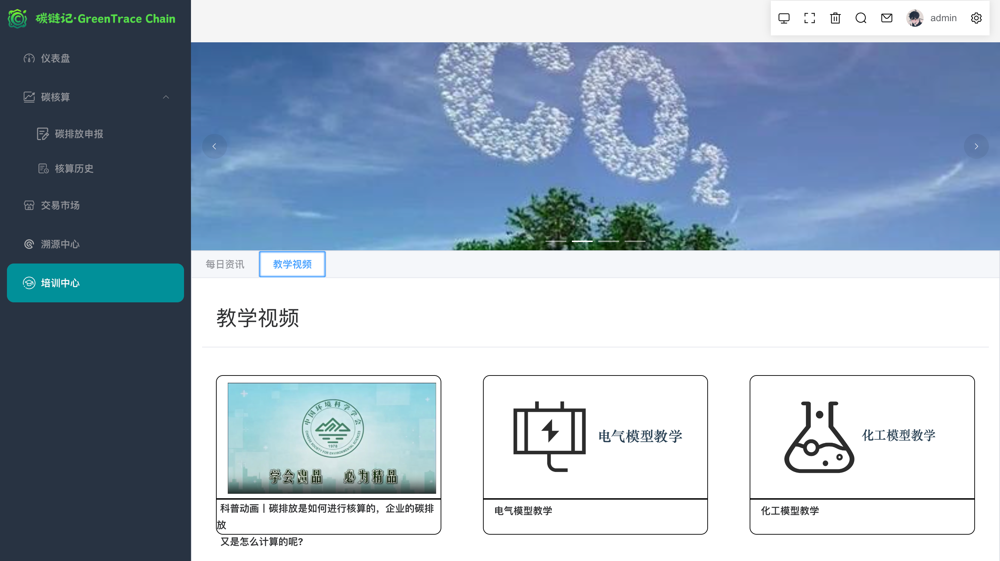 碳链记·GreenTrace Chain
admin
仪表盘
碳核算
碳排放申报
核算历史
交易市场
溯源中心
培训中心
CO2
每日资讯
教学视频
教学视频
中国环境科学学会
1978
CHINESE SOCIETY FOR ENVIRONMENTAL SCIENCES
学会出品 必为精品
科普动画丨碳排放是如何进行核算的，企业的碳排
放
又是怎么计算的呢?
电气模型教学
电气模型教学
化工模型教学
化工模型教学